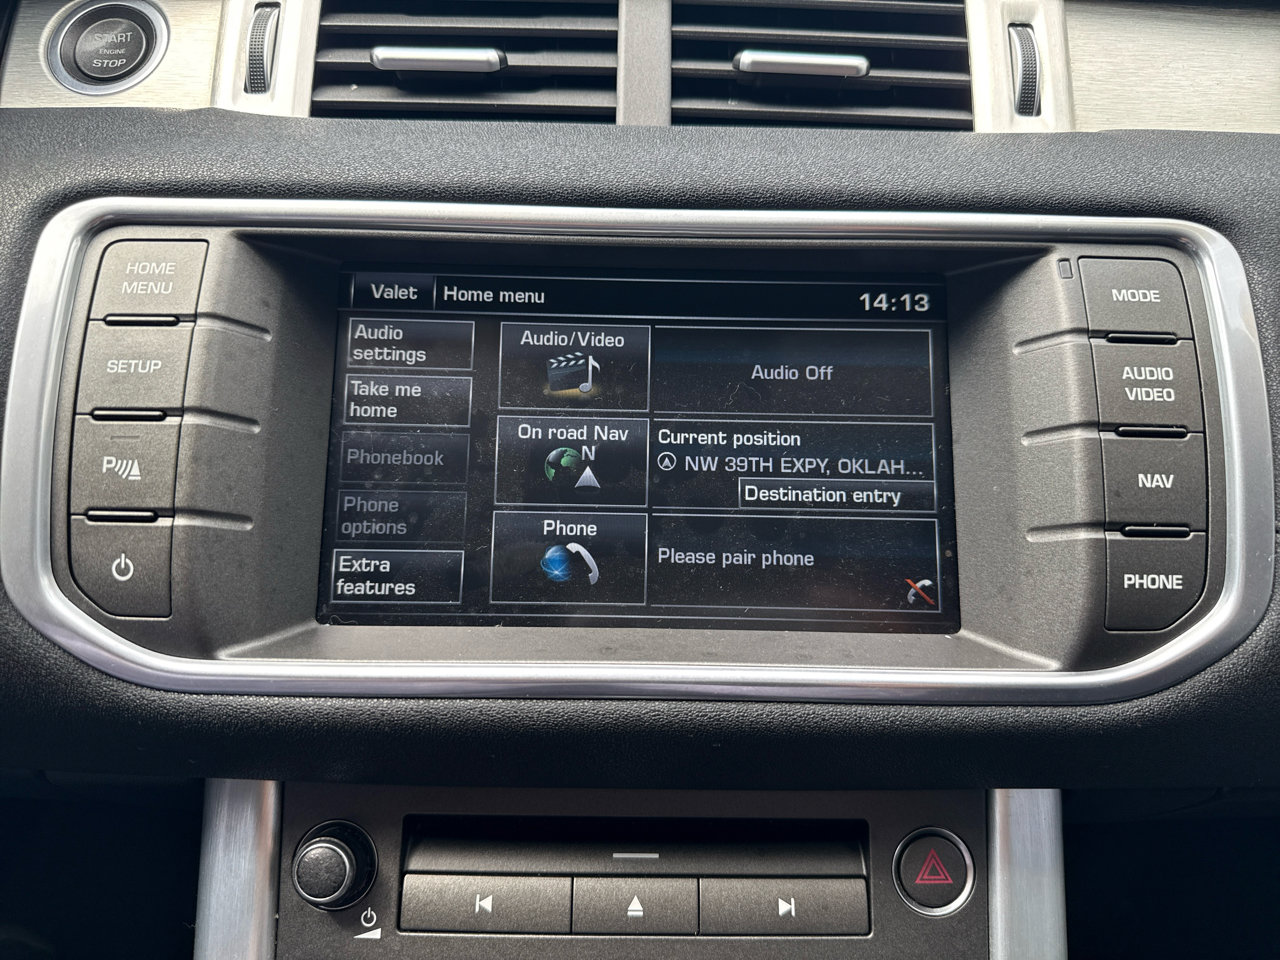 START
ENGINE
STOP
HOME
MENU
SETUP
P
Valet
Home menu
14:13
Audio
settings
Take me
home
Phonebook
Phone
options
Extra
features
Audio/Video
Audio Off
On road Nav
N
Current position
NW 39TH EXPY, OKLAH...
Destination entry
Phone
Please pair phone
MODE
AUDIO
VIDEO
NAV
PHONE